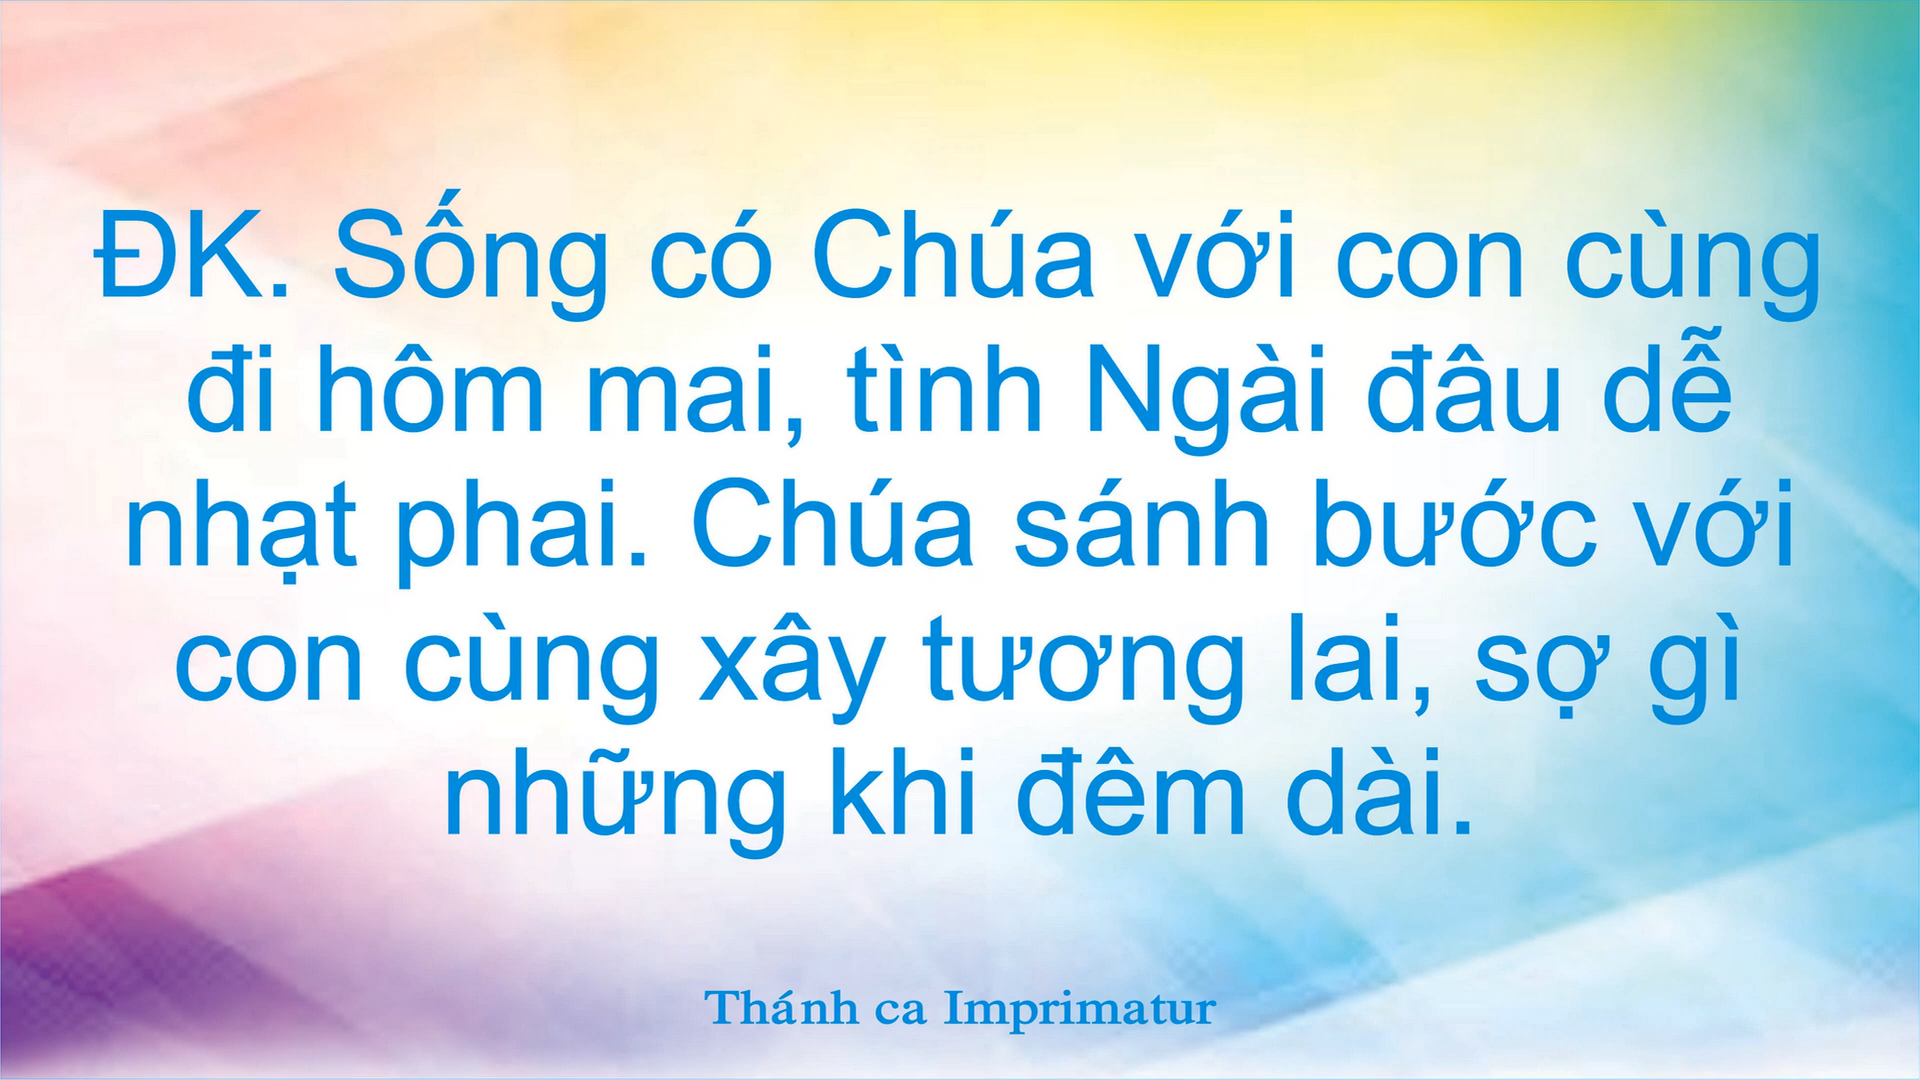 ĐK. Sống có Chúa với con cùng
đi hôm mai, tình Ngài đâu dễ
nhạt phai. Chúa sánh bước với
con cùng xây tương lai, sợ gì
những khi đêm dài.
Thánh ca Imprimatur